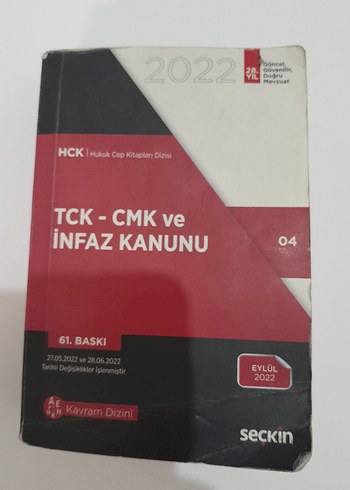 2022
28.
YIL
Güncel,
Güvenilir,
Doğru
Mevzuat
HCK | Hukuk Cep Kitapları Dizisi
TCK - CMK ve
İNFAZ KANUNU
04
61. BASKI
27.05.2022 ve 28.06.2022
Tarihli Değişiklikler İşlenmiştir
EYLÜL
2022
Kavram Dizini
seçkin